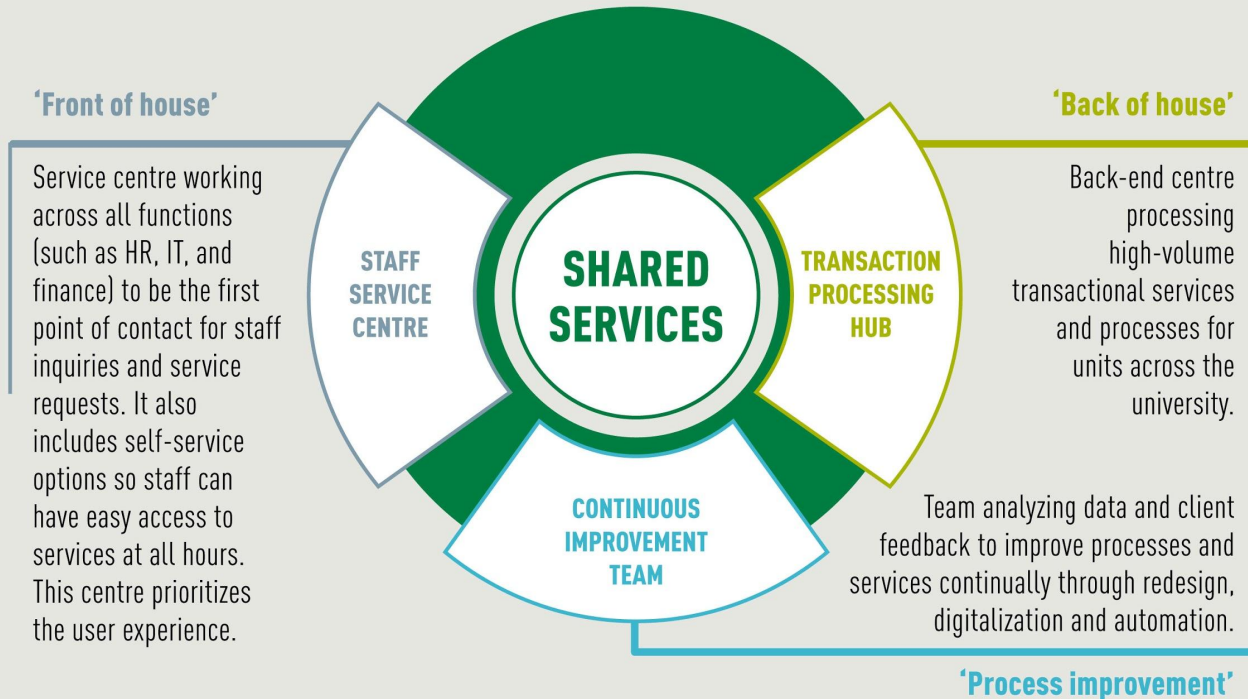 ‘Front of house’
Service centre working
across all functions
(such as HR, IT, and
finance) to be the first
point of contact for staff
inquiries and service
requests. It also
includes self-service
options so staff can
have easy access to
services at all hours.
This centre prioritizes
the user experience.
STAFF
SERVICE
CENTRE
SHARED
SERVICES
TRANSACTION
PROCESSING
HUB
‘Back of house’
Back-end centre
processing
high-volume
transactional services
and processes for
units across the
university.
CONTINUOUS
IMPROVEMENT
TEAM
Team analyzing data and client
feedback to improve processes and
services continually through redesign,
digitalization and automation.
‘Process improvement’